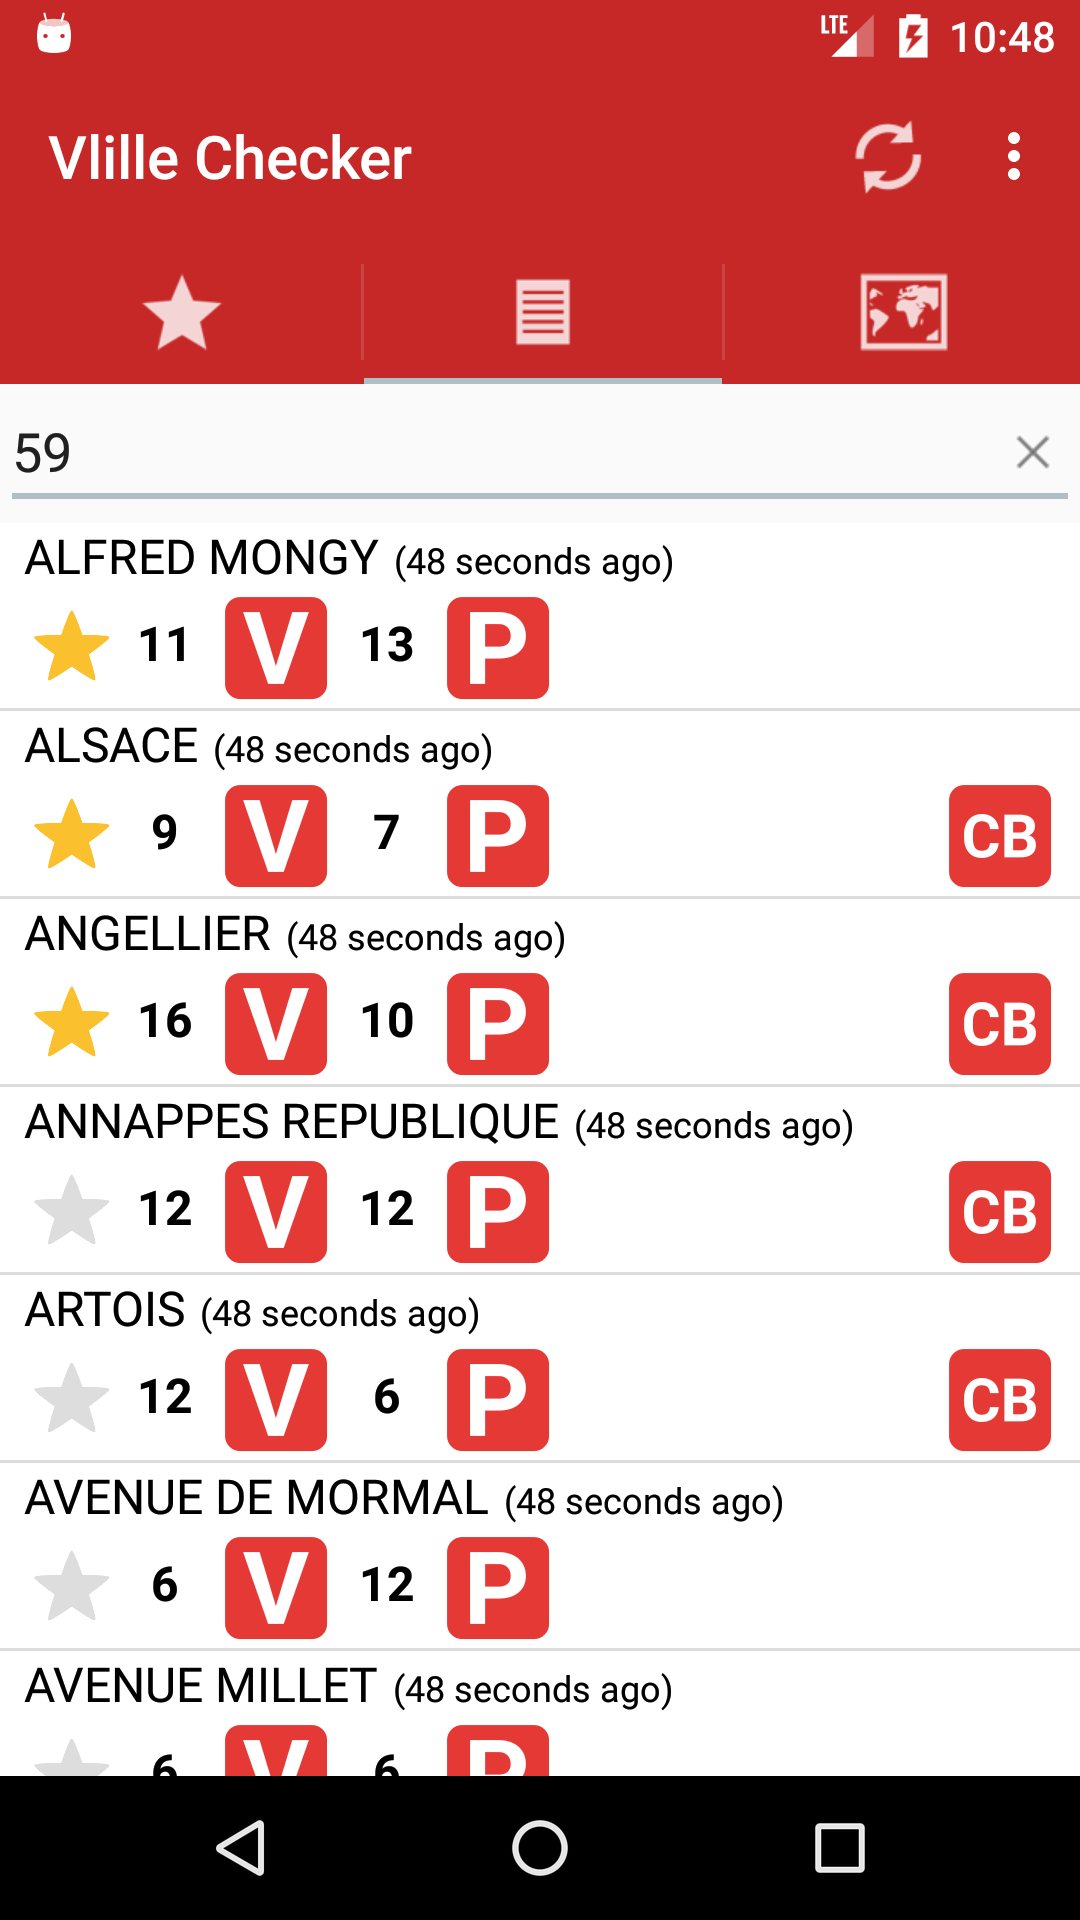 LTE 10:48
Vlille Checker
59
ALFRED MONGY (48 seconds ago)
11 V 13 P
ALSACE (48 seconds ago)
9 V 7 P CB
ANGELLIER (48 seconds ago)
16 V 10 P CB
ANNAPPES REPUBLIQUE (48 seconds ago)
12 V 12 P CB
ARTOIS (48 seconds ago)
12 V 6 P CB
AVENUE DE MORMAL (48 seconds ago)
6 V 12 P
AVENUE MILLET (48 seconds ago)
6 V 6 P